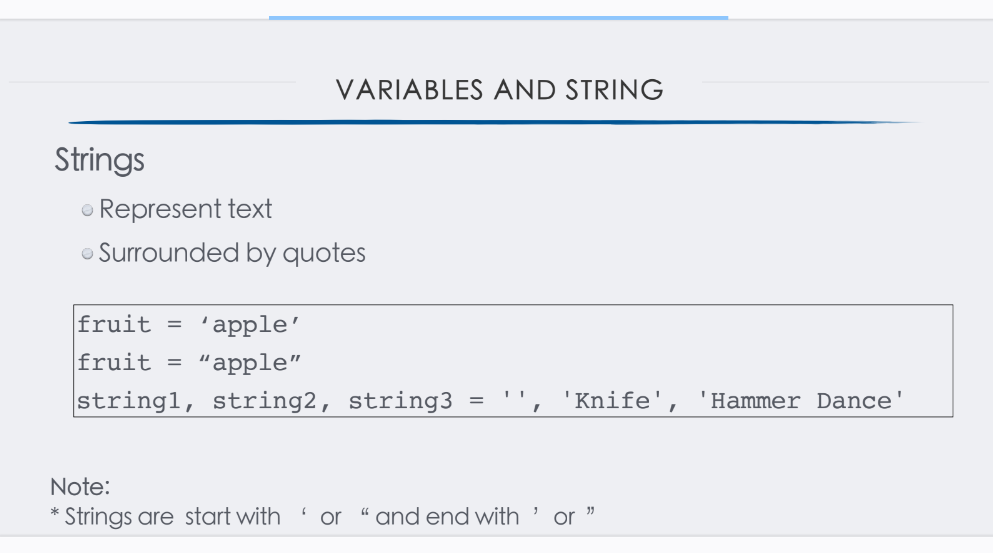 VARIABLES AND STRING
Strings
Represent text
Surrounded by quotes
fruit = ‘apple’
fruit = “apple”
string1, string2, string3 = '', 'Knife', 'Hammer Dance'
Note:
* Strings are start with ‘ or “ and end with ’ or ”